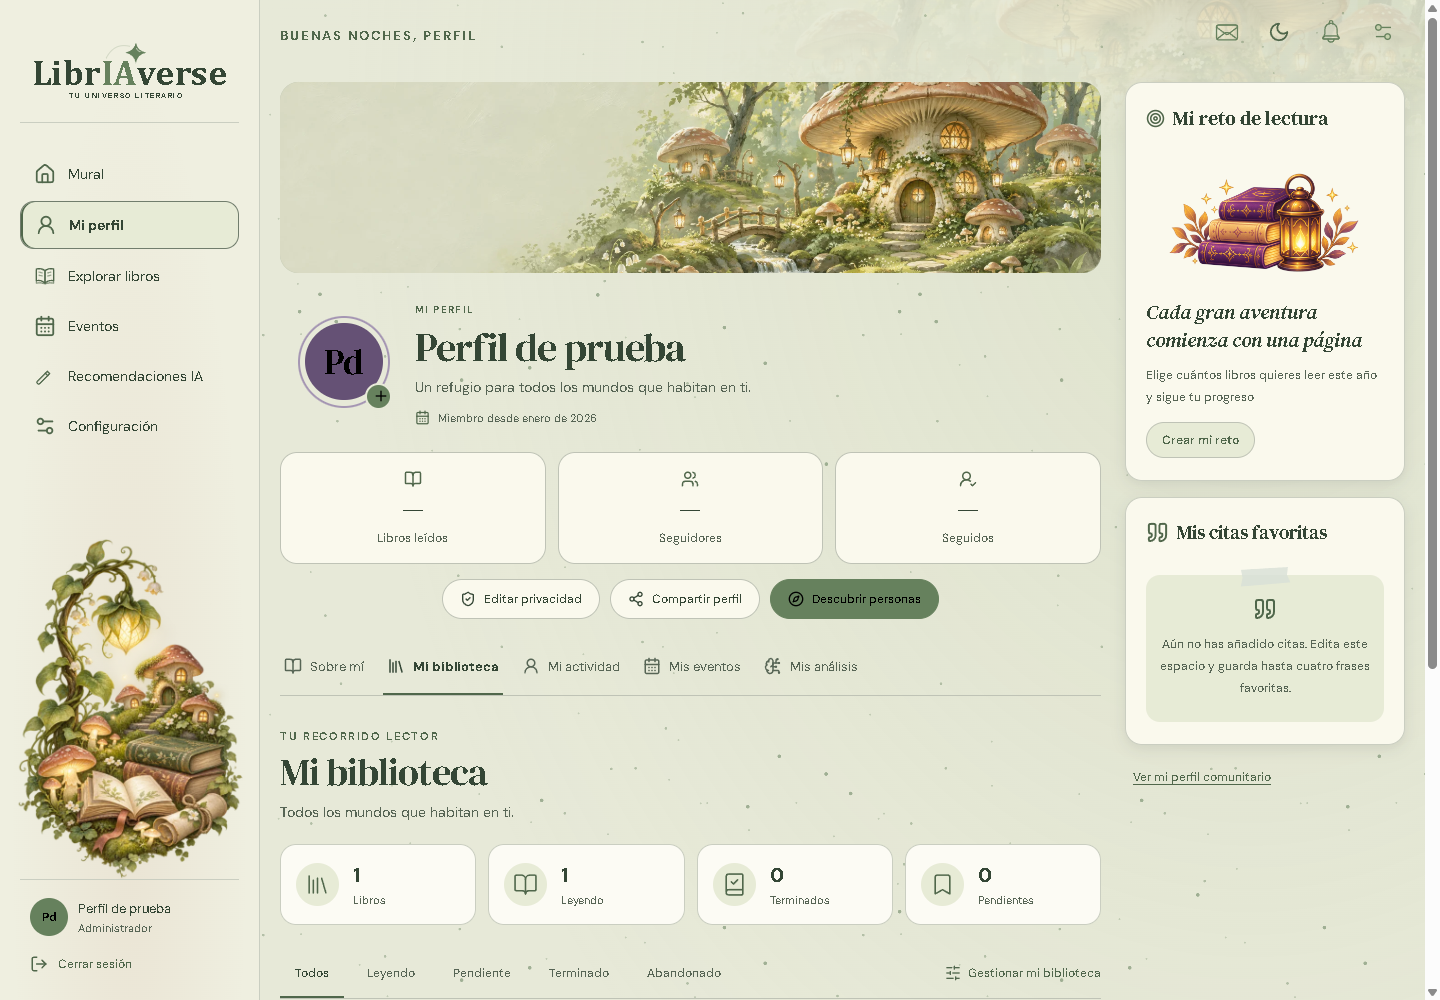 LibrIAverse
TU UNIVERSO LITERARIO
Mural
Mi perfil
Explorar libros
Eventos
Recomendaciones IA
Configuración
Pd
Perfil de prueba
Administrador
Cerrar sesión
BUENAS NOCHES, PERFIL
Pd
MI PERFIL
Perfil de prueba
Un refugio para todos los mundos que habitan en ti.
Miembro desde enero de 2026
—
Libros leídos
—
Seguidores
—
Seguidos
Editar privacidad
Compartir perfil
Descubrir personas
Sobre mí
Mi biblioteca
Mi actividad
Mis eventos
Mis análisis
TU RECORRIDO LECTOR
Mi biblioteca
Todos los mundos que habitan en ti.
1
Libros
1
Leyendo
0
Terminados
0
Pendientes
Todos
Leyendo
Pendiente
Terminado
Abandonado
Gestionar mi biblioteca
Mi reto de lectura
Cada gran aventura
comienza con una página
Elige cuántos libros quieres leer este año
y sigue tu progreso
Crear mi reto
Mis citas favoritas
Aún no has añadido citas. Edita este
espacio y guarda hasta cuatro frases
favoritas.
Ver mi perfil comunitario